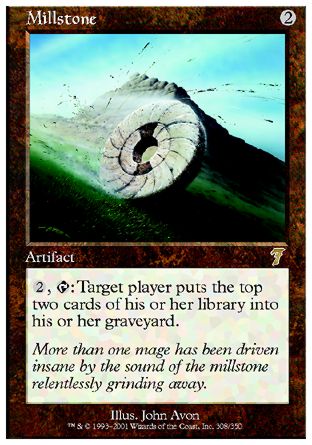 Millstone 2
Artifact
2, T: Target player puts the top
two cards of his or her library into
his or her graveyard.
More than one mage has been driven
insane by the sound of the millstone
relentlessly grinding away.
Illus. John Avon
™ & © 1993–2001 Wizards of the Coast, Inc. 308/350